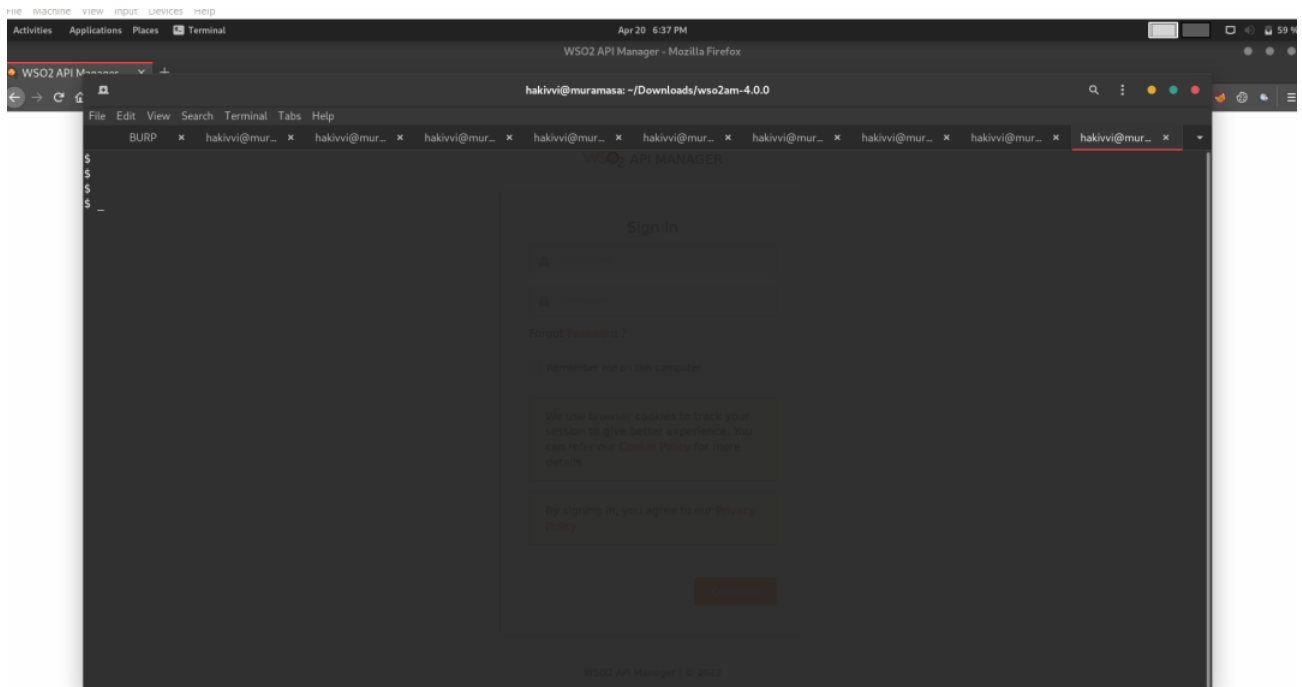 File Machine View Input Devices Help
Activities Applications Places Terminal Apr 20 6:37 PM 59 %
WSO2 API Manager - Mozilla Firefox
WSO2 API Manager
hakivvi@muramasa: ~/Downloads/wso2am-4.0.0
File Edit View Search Terminal Tabs Help
BURP hakivvi@mur... hakivvi@mur... hakivvi@mur... hakivvi@mur... hakivvi@mur... hakivvi@mur... hakivvi@mur... hakivvi@mur... hakivvi@mur...
$
WSO2 API MANAGER
$
$
$ _
Sign In
Forgot Password ?
Remember me on this computer
We use browser cookies to track your
session to give better experience. You
can refer our Cookie Policy for more
details.
By signing in, you agree to our Privacy
Policy
WSO2 API Manager | ©